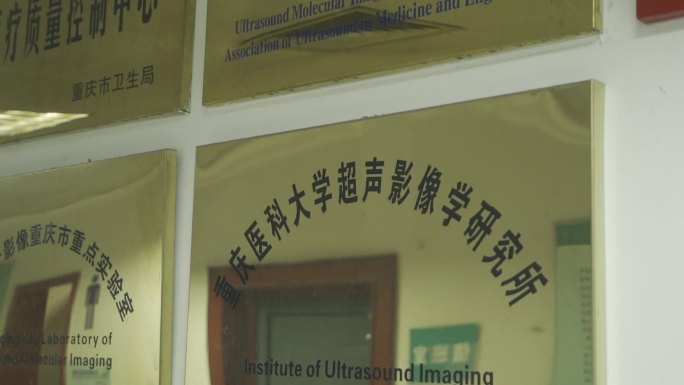 疗质量控制中心
重庆市卫生局
Ultrasound Molecular Imag
Association of Ultrasound in Medicine and Eng
影像重庆市重点实验室
Laboratory of
Molecular Imaging
重庆医科大学超声影像学研究所
Institute of Ultrasound Imaging